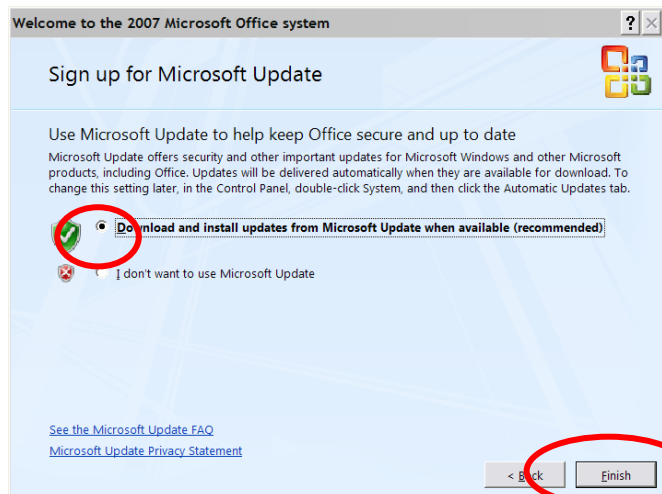 Welcome to the 2007 Microsoft Office system
?
Sign up for Microsoft Update
Use Microsoft Update to help keep Office secure and up to date
Microsoft Update offers security and other important updates for Microsoft Windows and other Microsoft
products, including Office. Updates will be delivered automatically when they are available for download. To
change this setting later, in the Control Panel, double-click System, and then click the Automatic Updates tab.
Download and install updates from Microsoft Update when available (recommended)
I don't want to use Microsoft Update
See the Microsoft Update FAQ
Microsoft Update Privacy Statement
< Back
Finish